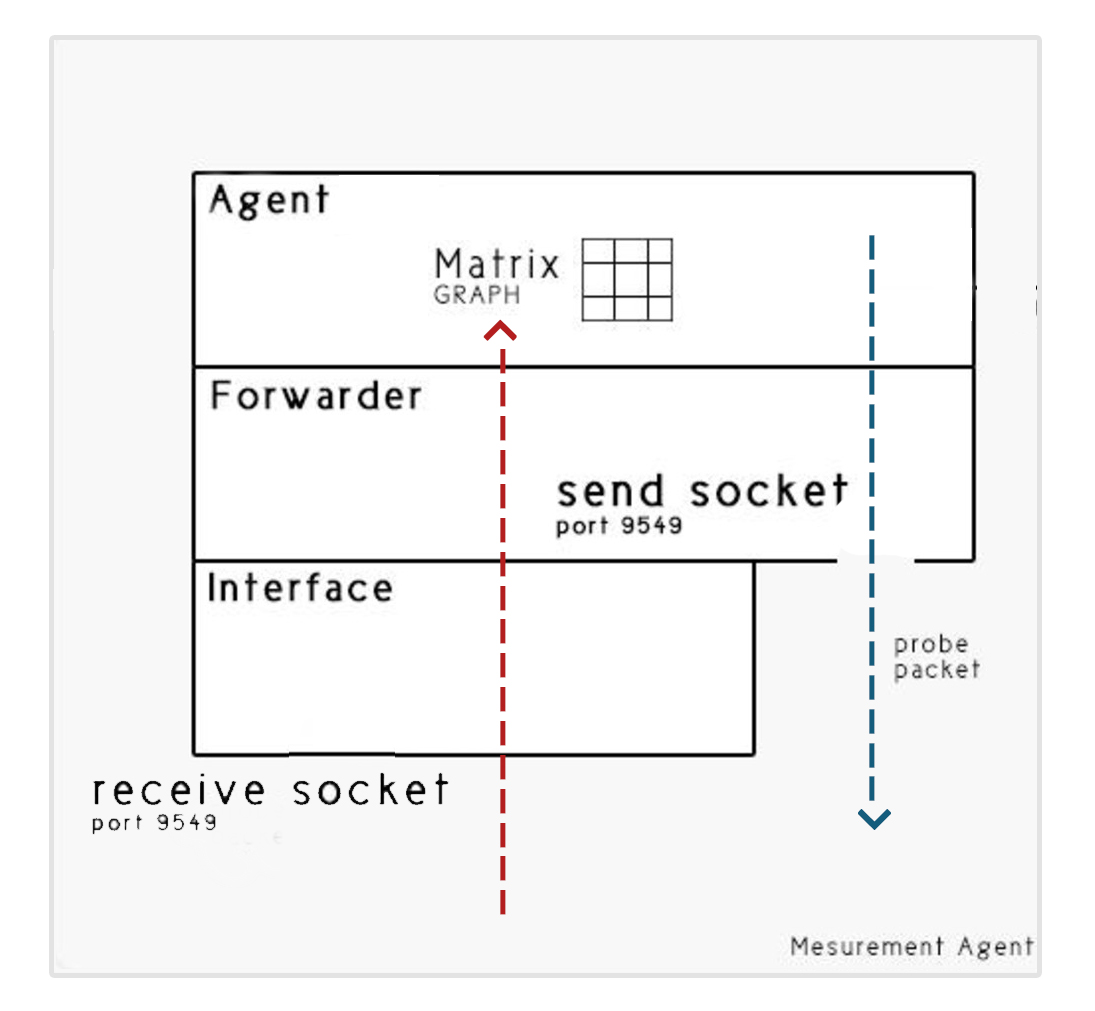 Agent
Matrix
GRAPH
Forwarder
send socket
port 9549
Interface
probe
packet
receive socket
port 9549
Mesurement Agent